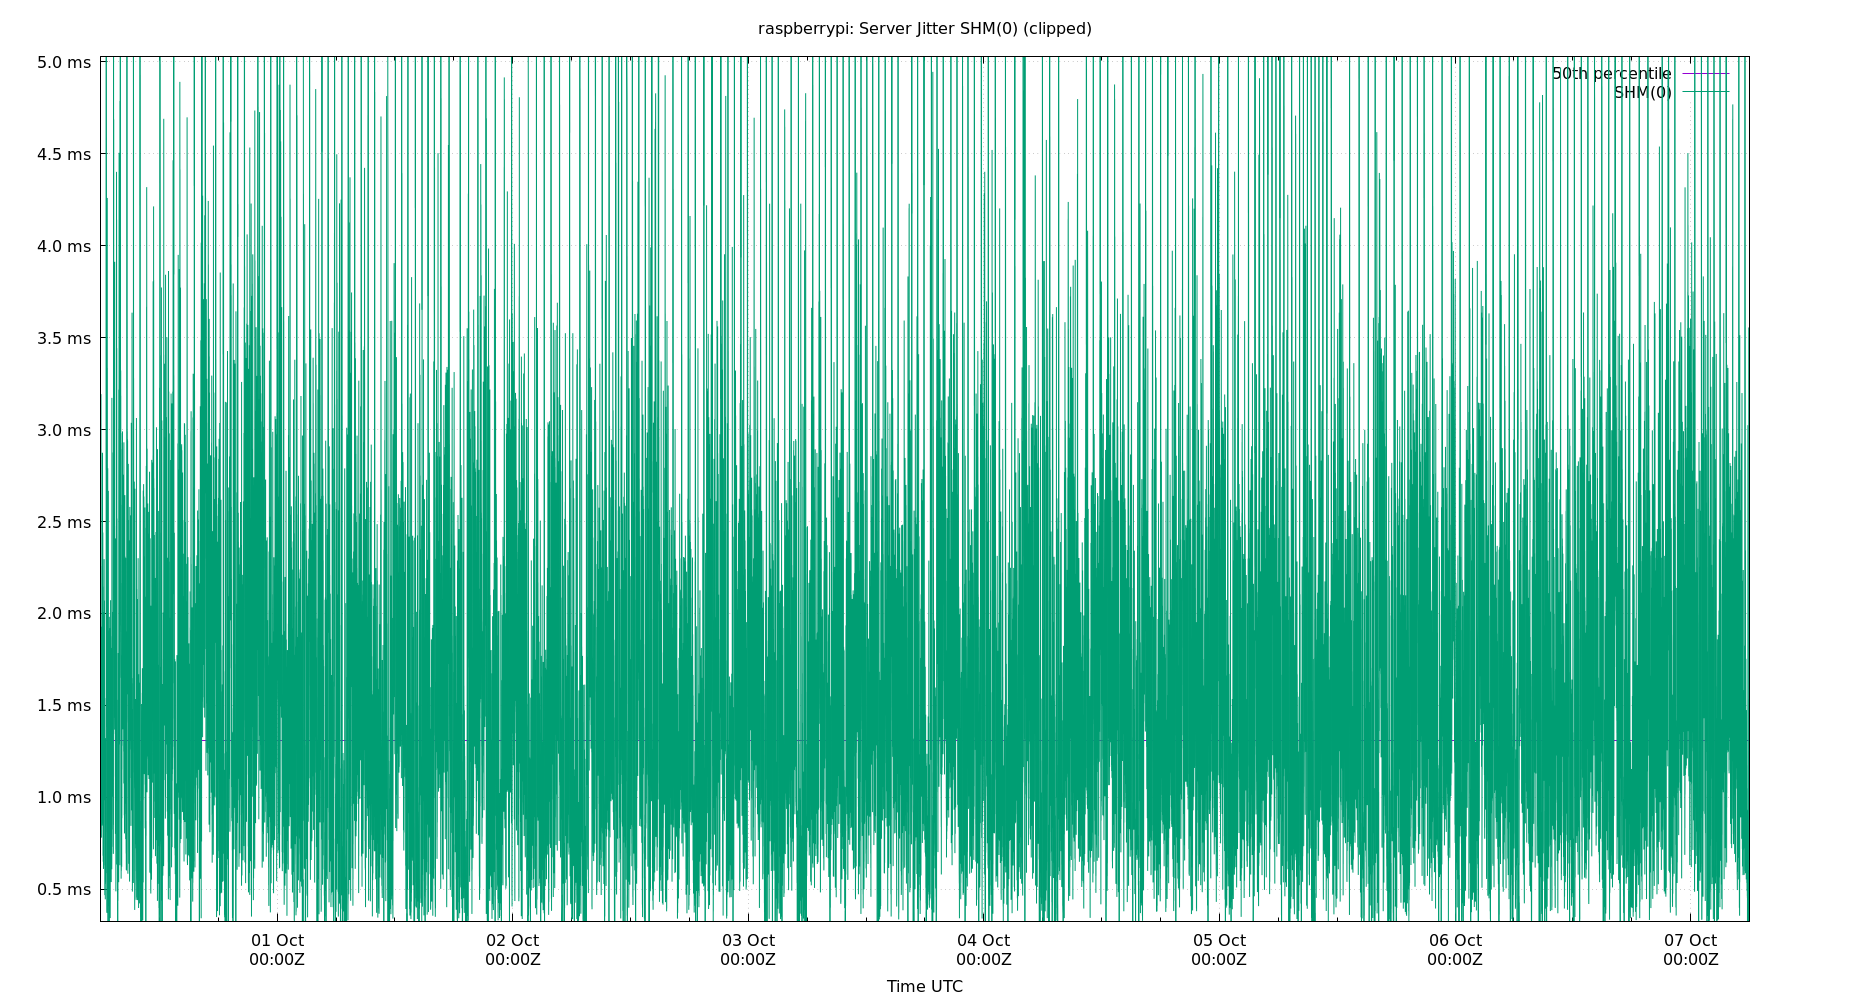 raspberrypi: Server Jitter SHM(0) (clipped)
5.0 ms
4.5 ms
4.0 ms
3.5 ms
3.0 ms
2.5 ms
2.0 ms
1.5 ms
1.0 ms
0.5 ms
50th percentile
SHM(0)
01 Oct
00:00Z
02 Oct
00:00Z
03 Oct
00:00Z
04 Oct
00:00Z
05 Oct
00:00Z
06 Oct
00:00Z
07 Oct
00:00Z
Time UTC